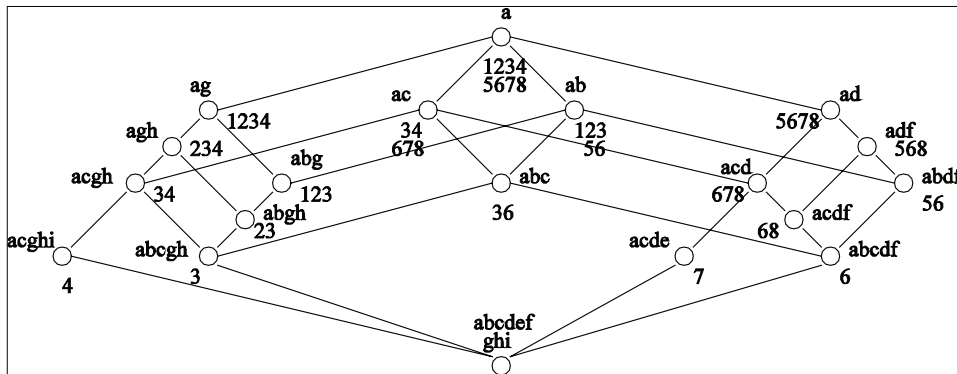 a
1234
5678
ag
1234
ac
34
678
ab
123
56
ad
5678
agh
234
adf
568
abg
123
acgh
34
abc
36
acd
678
abdf
56
abgh
23
acdf
68
acghi
4
abcgh
3
acde
7
abcdf
6
abcdef
ghi